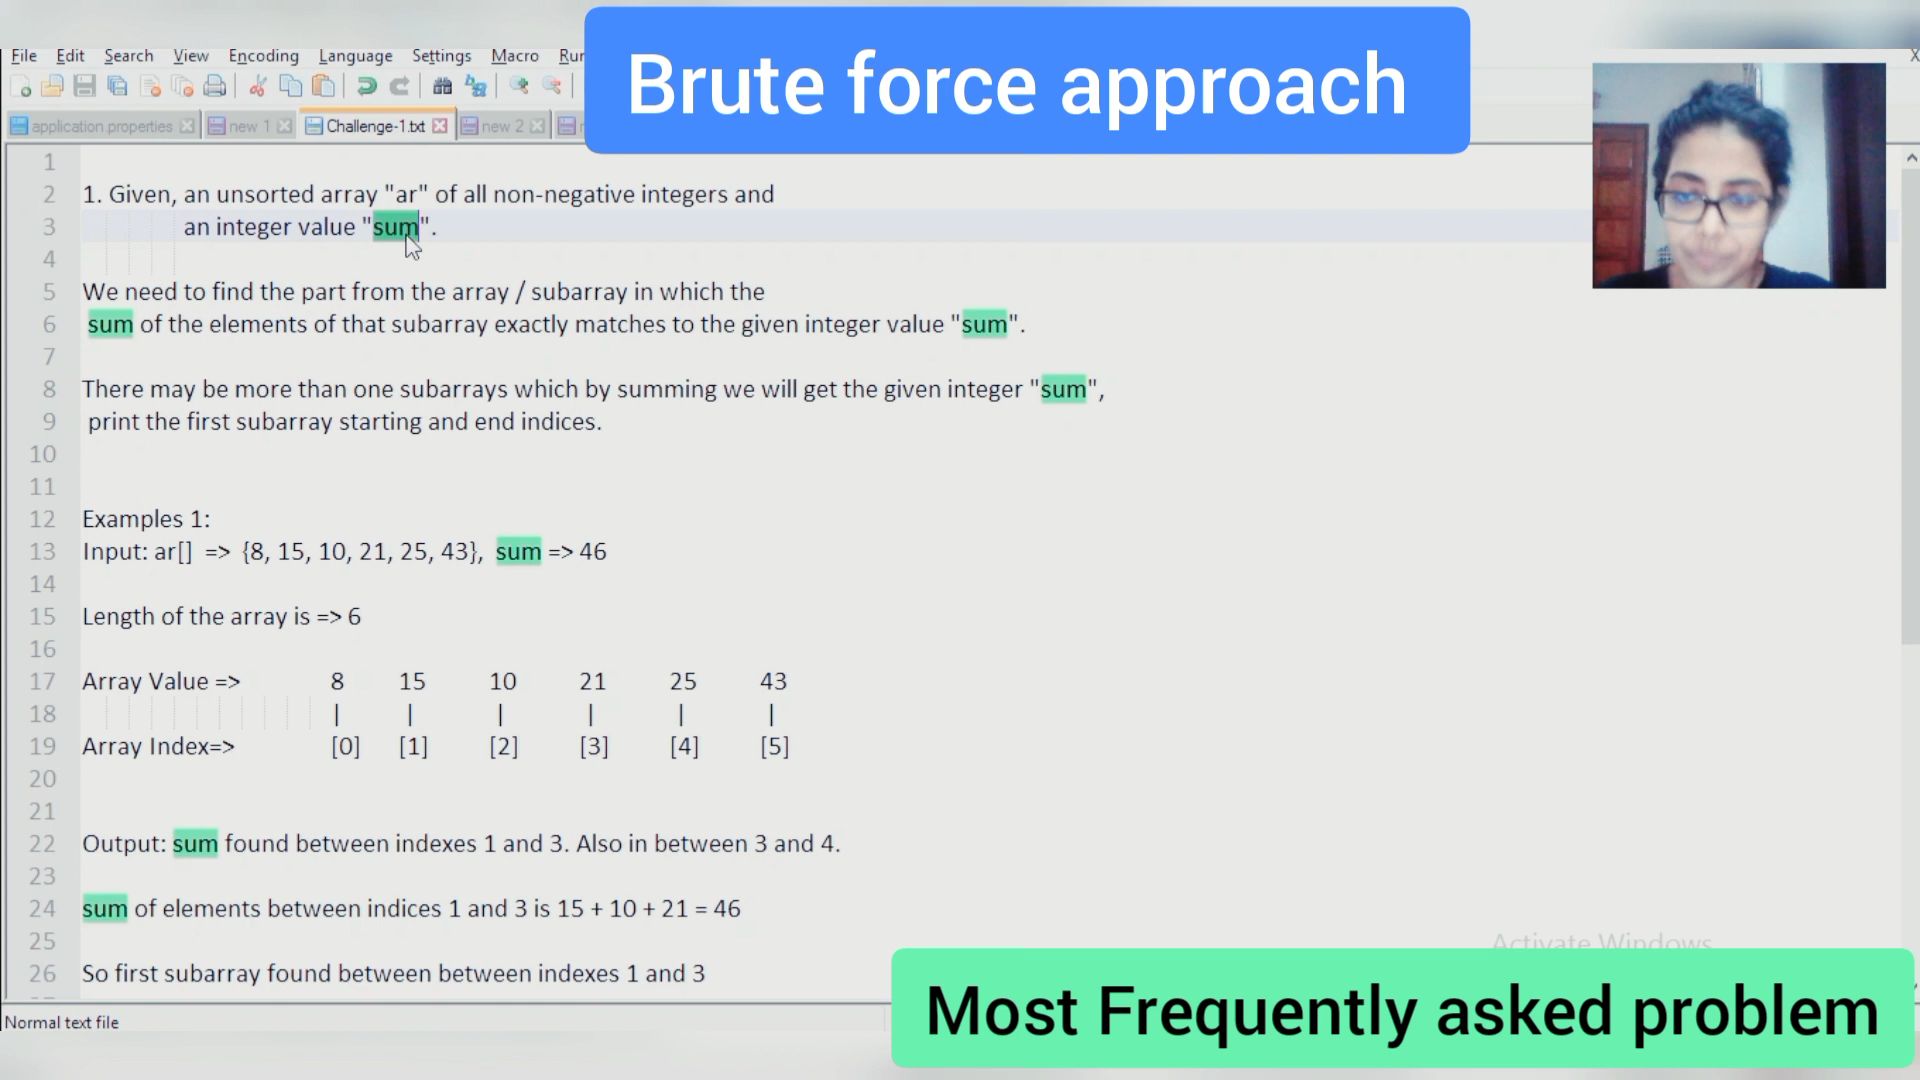 Brute force approach
File Edit Search View Encoding Language Settings Macro Run
application.properties new 1 Challenge-1.txt new 2
1
2 1. Given, an unsorted array "ar" of all non-negative integers and
3 an integer value "sum".
4
5 We need to find the part from the array / subarray in which the
6 sum of the elements of that subarray exactly matches to the given integer value "sum".
7
8 There may be more than one subarrays which by summing we will get the given integer "sum",
9 print the first subarray starting and end indices.
10
11
12 Examples 1:
13 Input: ar[] => {8, 15, 10, 21, 25, 43}, sum => 46
14
15 Length of the array is => 6
16
17 Array Value => 8 15 10 21 25 43
18 | | | | | |
19 Array Index=> [0] [1] [2] [3] [4] [5]
20
21
22 Output: sum found between indexes 1 and 3. Also in between 3 and 4.
23
24 sum of elements between indices 1 and 3 is 15 + 10 + 21 = 46
25
26 So first subarray found between between indexes 1 and 3
Activate Windows
Most Frequently asked problem
Normal text file